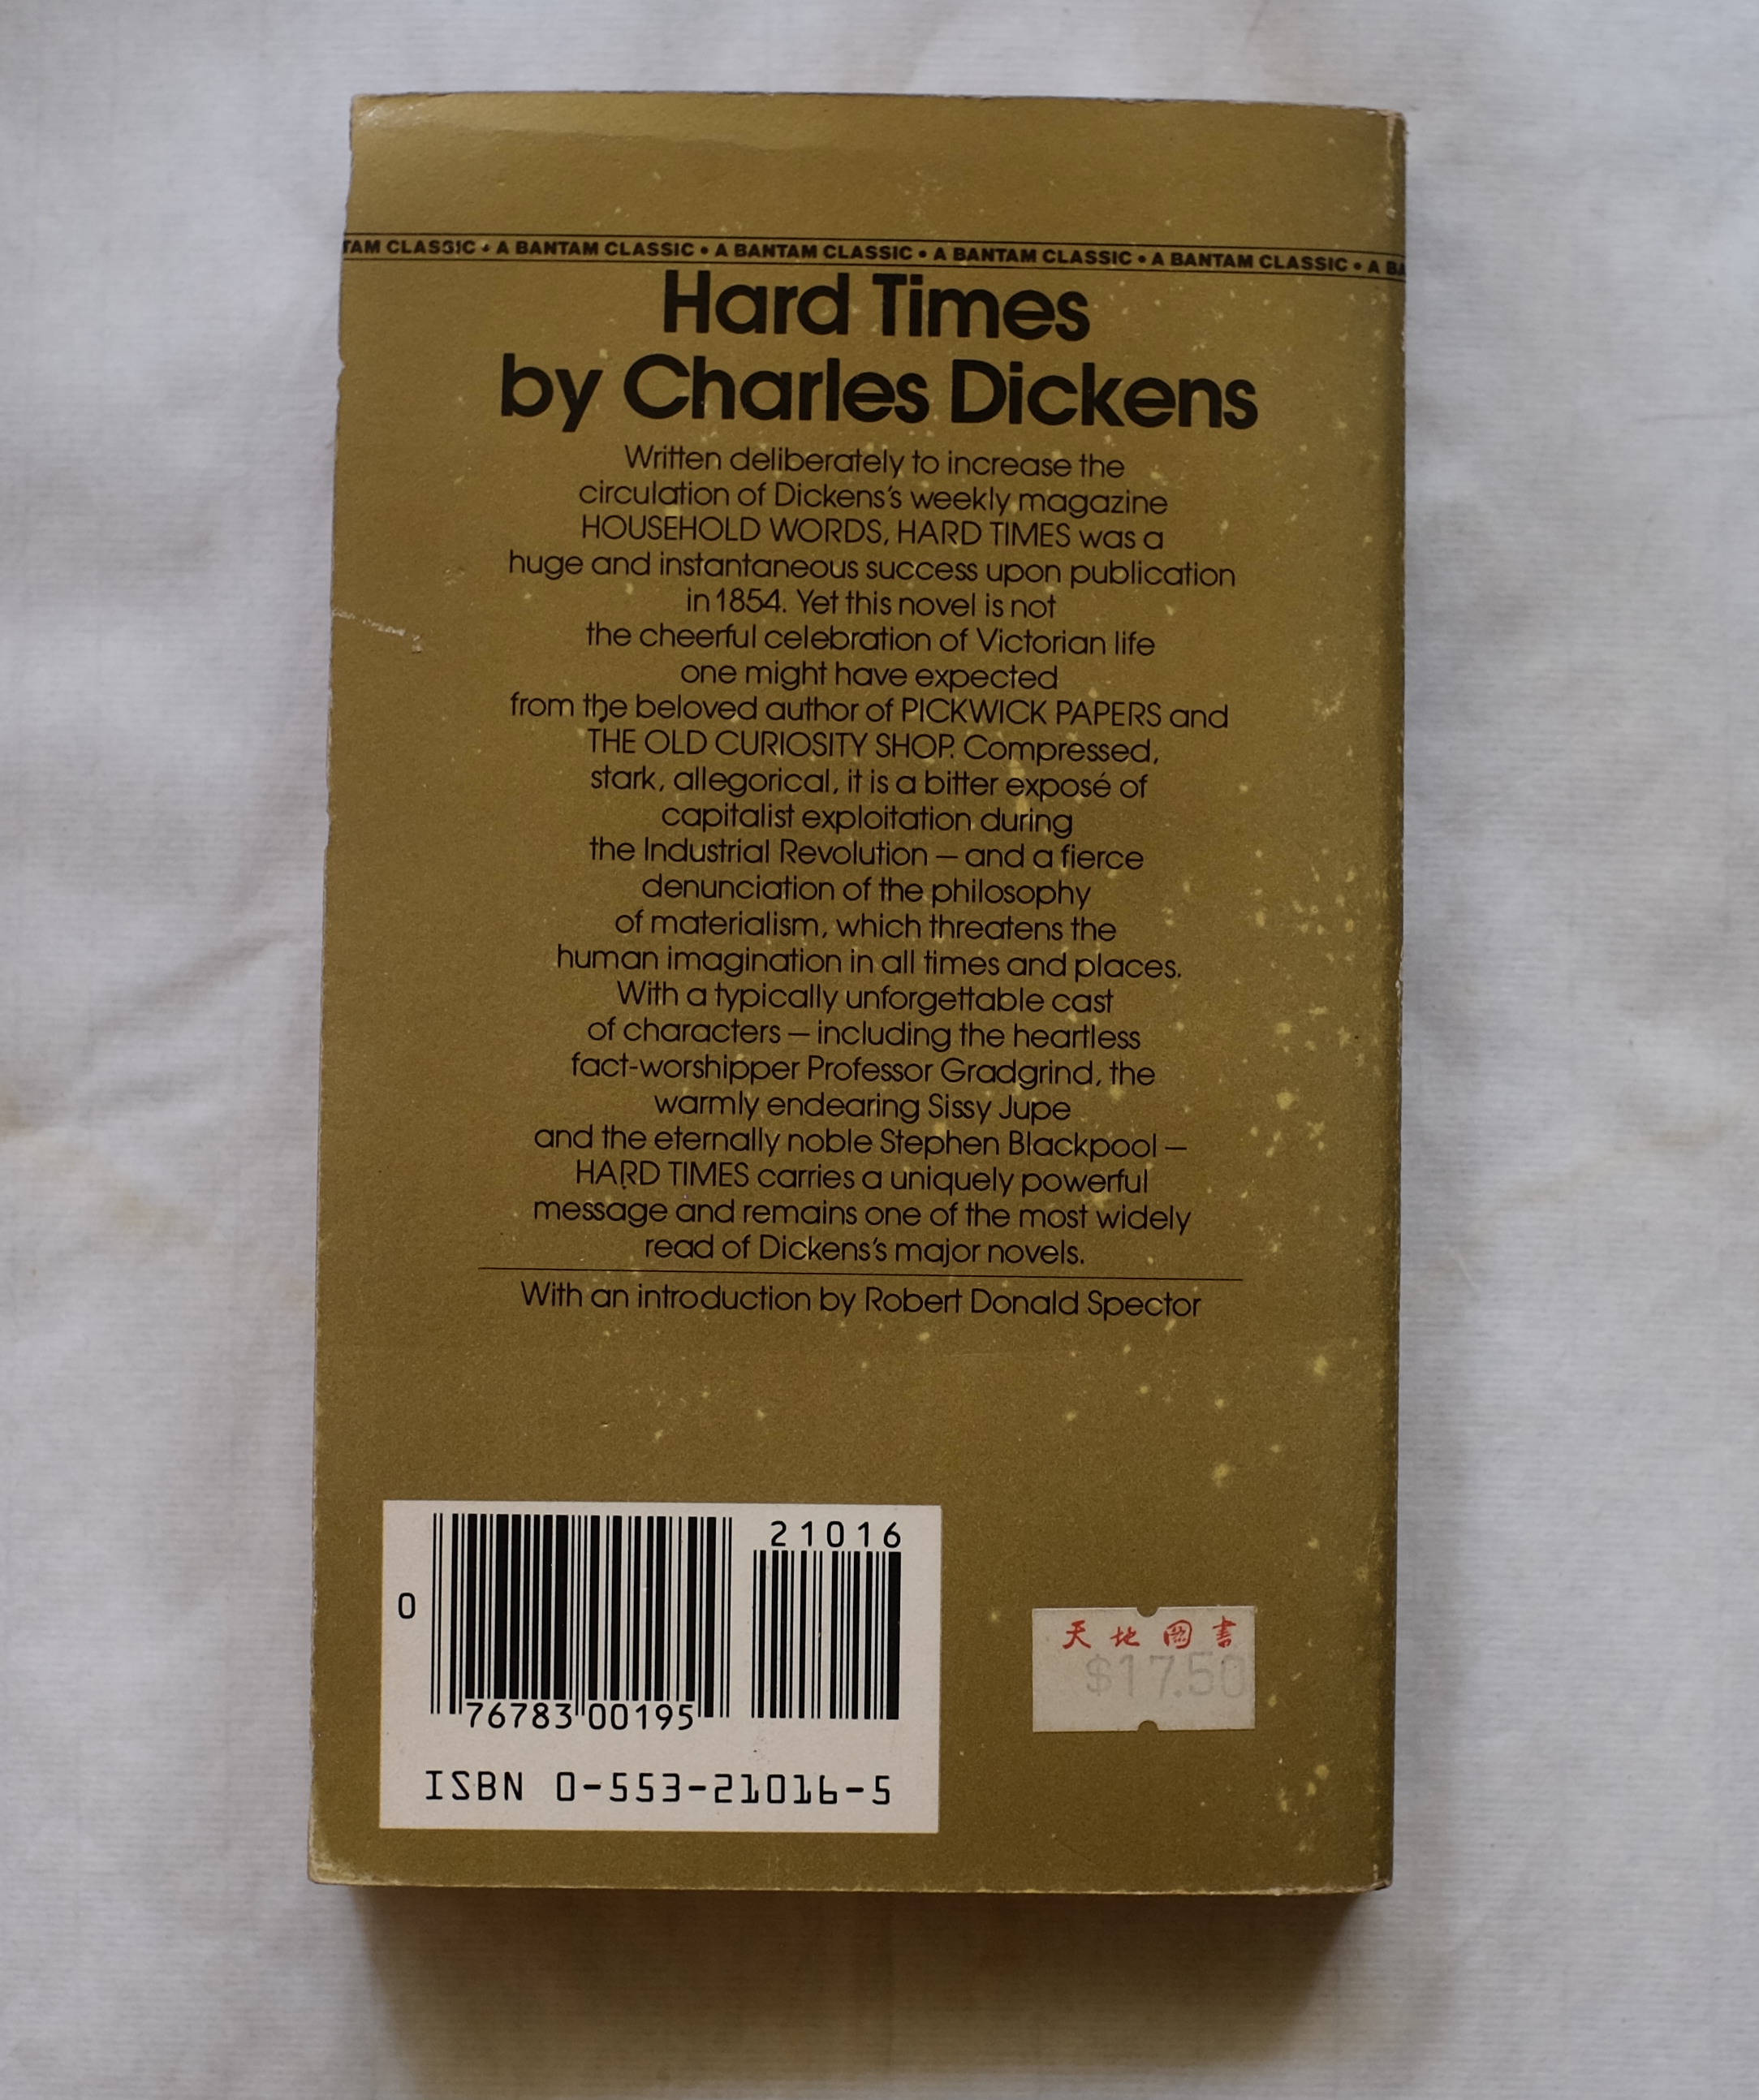 TAM CLASSIC • A BANTAM CLASSIC • A BANTAM CLASSIC • A BANTAM CLASSIC • A BANTAM CLASSIC • A BA
Hard Times
by Charles Dickens
Written deliberately to increase the
circulation of Dickens's weekly magazine
HOUSEHOLD WORDS, HARD TIMES was a
huge and instantaneous success upon publication
in 1854. Yet this novel is not
the cheerful celebration of Victorian life
one might have expected
from the beloved author of PICKWICK PAPERS and
THE OLD CURIOSITY SHOP. Compressed,
stark, allegorical, it is a bitter exposé of
capitalist exploitation during
the Industrial Revolution — and a fierce
denunciation of the philosophy
of materialism, which threatens the
human imagination in all times and places.
With a typically unforgettable cast
of characters — including the heartless
fact-worshipper Professor Gradgrind, the
warmly endearing Sissy Jupe
and the eternally noble Stephen Blackpool —
HARD TIMES carries a uniquely powerful
message and remains one of the most widely
read of Dickens's major novels.
With an introduction by Robert Donald Spector
21016
0
76783 00195
ISBN 0-553-21016-5
天地圖書
$17.50